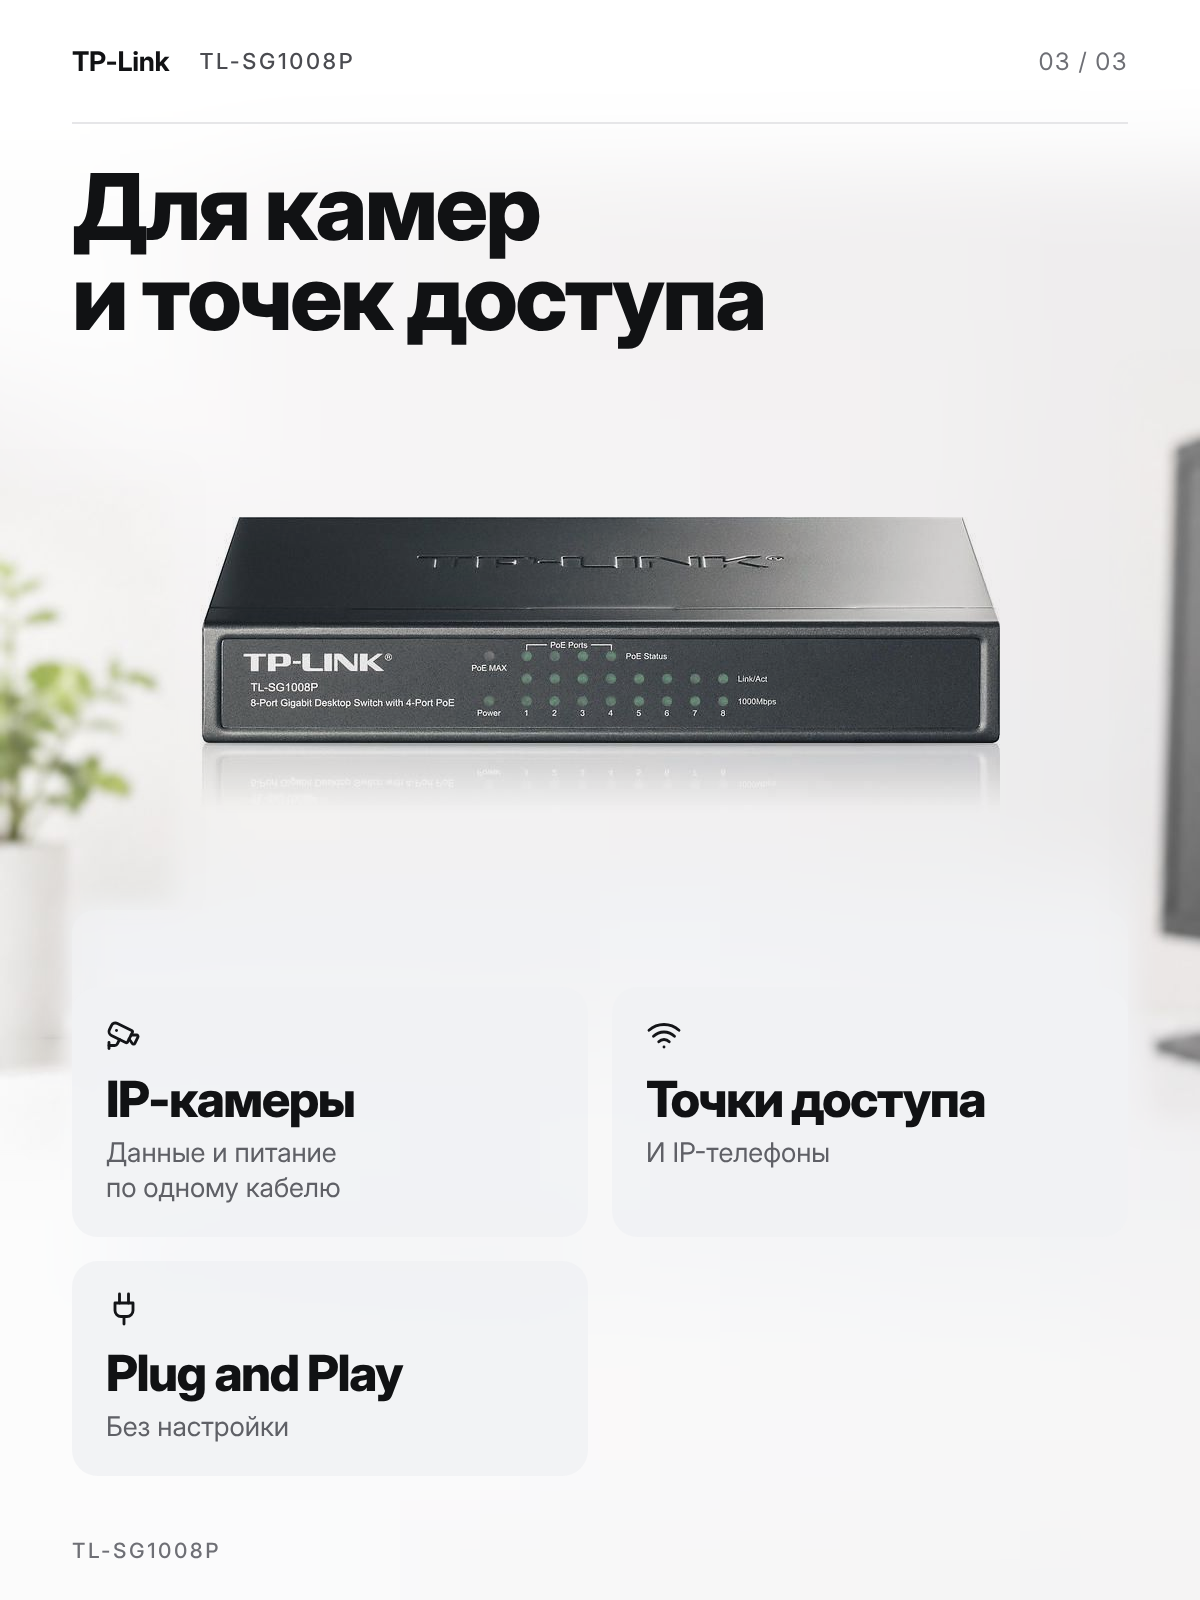 TP-Link TL-SG1008P 03 / 03
Для камер
и точек доступа
TP-LINK®
PoE Ports
TP-LINK® PoE MAX PoE Status
TL-SG1008P Link/Act
8-Port Gigabit Desktop Switch with 4-Port PoE 1000Mbps
Power 1 2 3 4 5 6 7 8
IP-камеры
Данные и питание
по одному кабелю
Точки доступа
И IP-телефоны
Plug and Play
Без настройки
TL-SG1008P